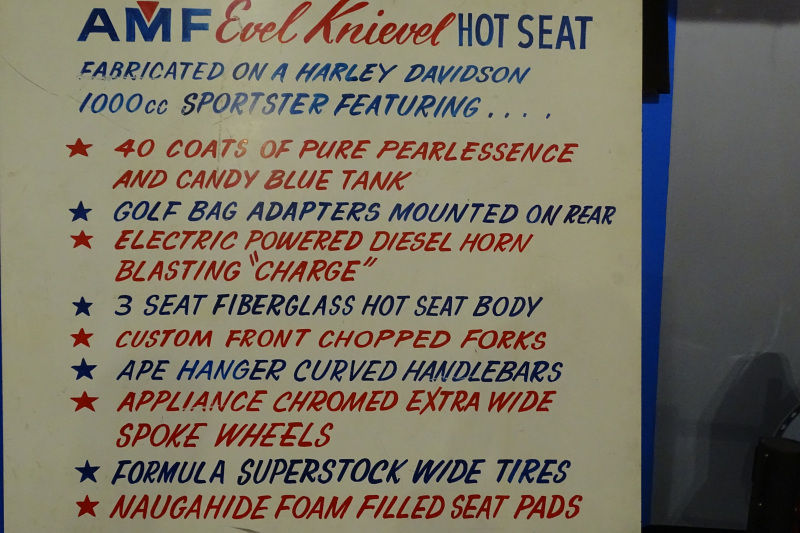 AMF Evel Knievel HOT SEAT
FABRICATED ON A HARLEY DAVIDSON
1000cc SPORTSTER FEATURING....
★ 40 COATS OF PURE PEARLESSENCE
AND CANDY BLUE TANK
★ GOLF BAG ADAPTERS MOUNTED ON REAR
★ ELECTRIC POWERED DIESEL HORN
BLASTING "CHARGE"
★ 3 SEAT FIBERGLASS HOT SEAT BODY
★ CUSTOM FRONT CHOPPED FORKS
★ APE HANGER CURVED HANDLEBARS
★ APPLIANCE CHROMED EXTRA WIDE
SPOKE WHEELS
★ FORMULA SUPERSTOCK WIDE TIRES
★ NAUGAHIDE FOAM FILLED SEAT PADS